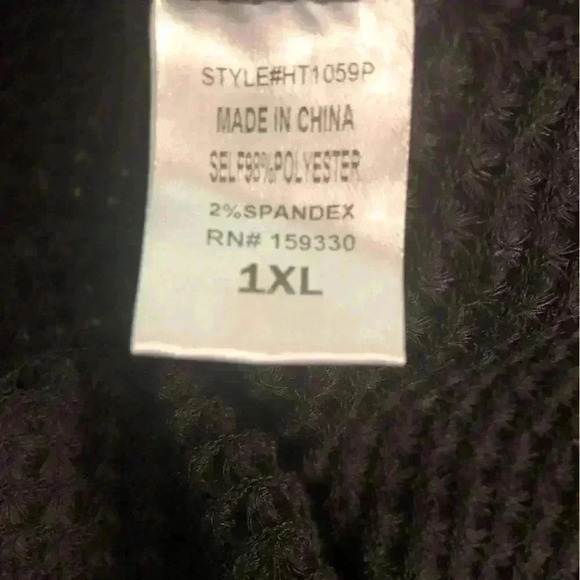 STYLE#HT1059P
MADE IN CHINA
SELF98%POLYESTER
2%SPANDEX
RN# 159330
1XL